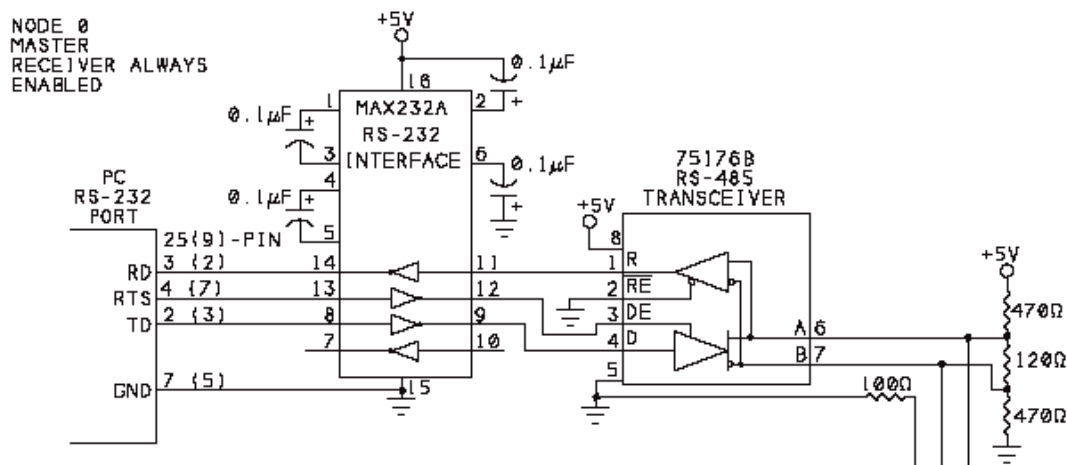 NODE 0
MASTER
RECEIVER ALWAYS
ENABLED
+5V
0.1µF
16
1
MAX232A
2
0.1µF
+
+
RS-232
3
INTERFACE
6
0.1µF
4
0.1µF
+
+
5
PC
RS-232
PORT
25(9)-PIN
RD
3 (2)
14
11
RTS
4 (7)
13
12
TD
2 (3)
8
9
7
10
GND
7 (5)
15
75176B
RS-485
TRANSCEIVER
+5V
8
1
R
2
RE
3
DE
4
D
5
A
6
B
7
100Ω
+5V
470Ω
120Ω
470Ω